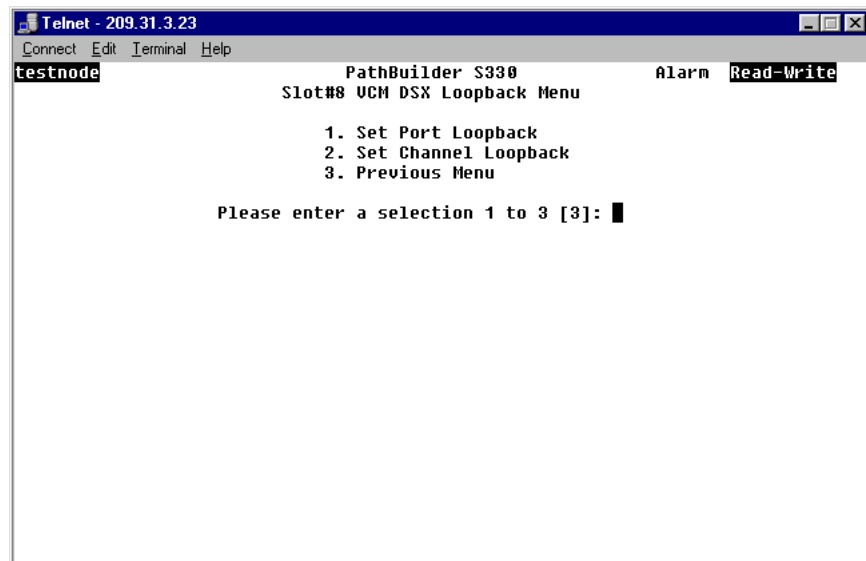 Telnet - 209.31.3.23
Connect Edit Terminal Help
testnode PathBuilder S330 Alarm Read-Write
Slot#8 VCM DSX Loopback Menu
1. Set Port Loopback
2. Set Channel Loopback
3. Previous Menu
Please enter a selection 1 to 3 [3]: